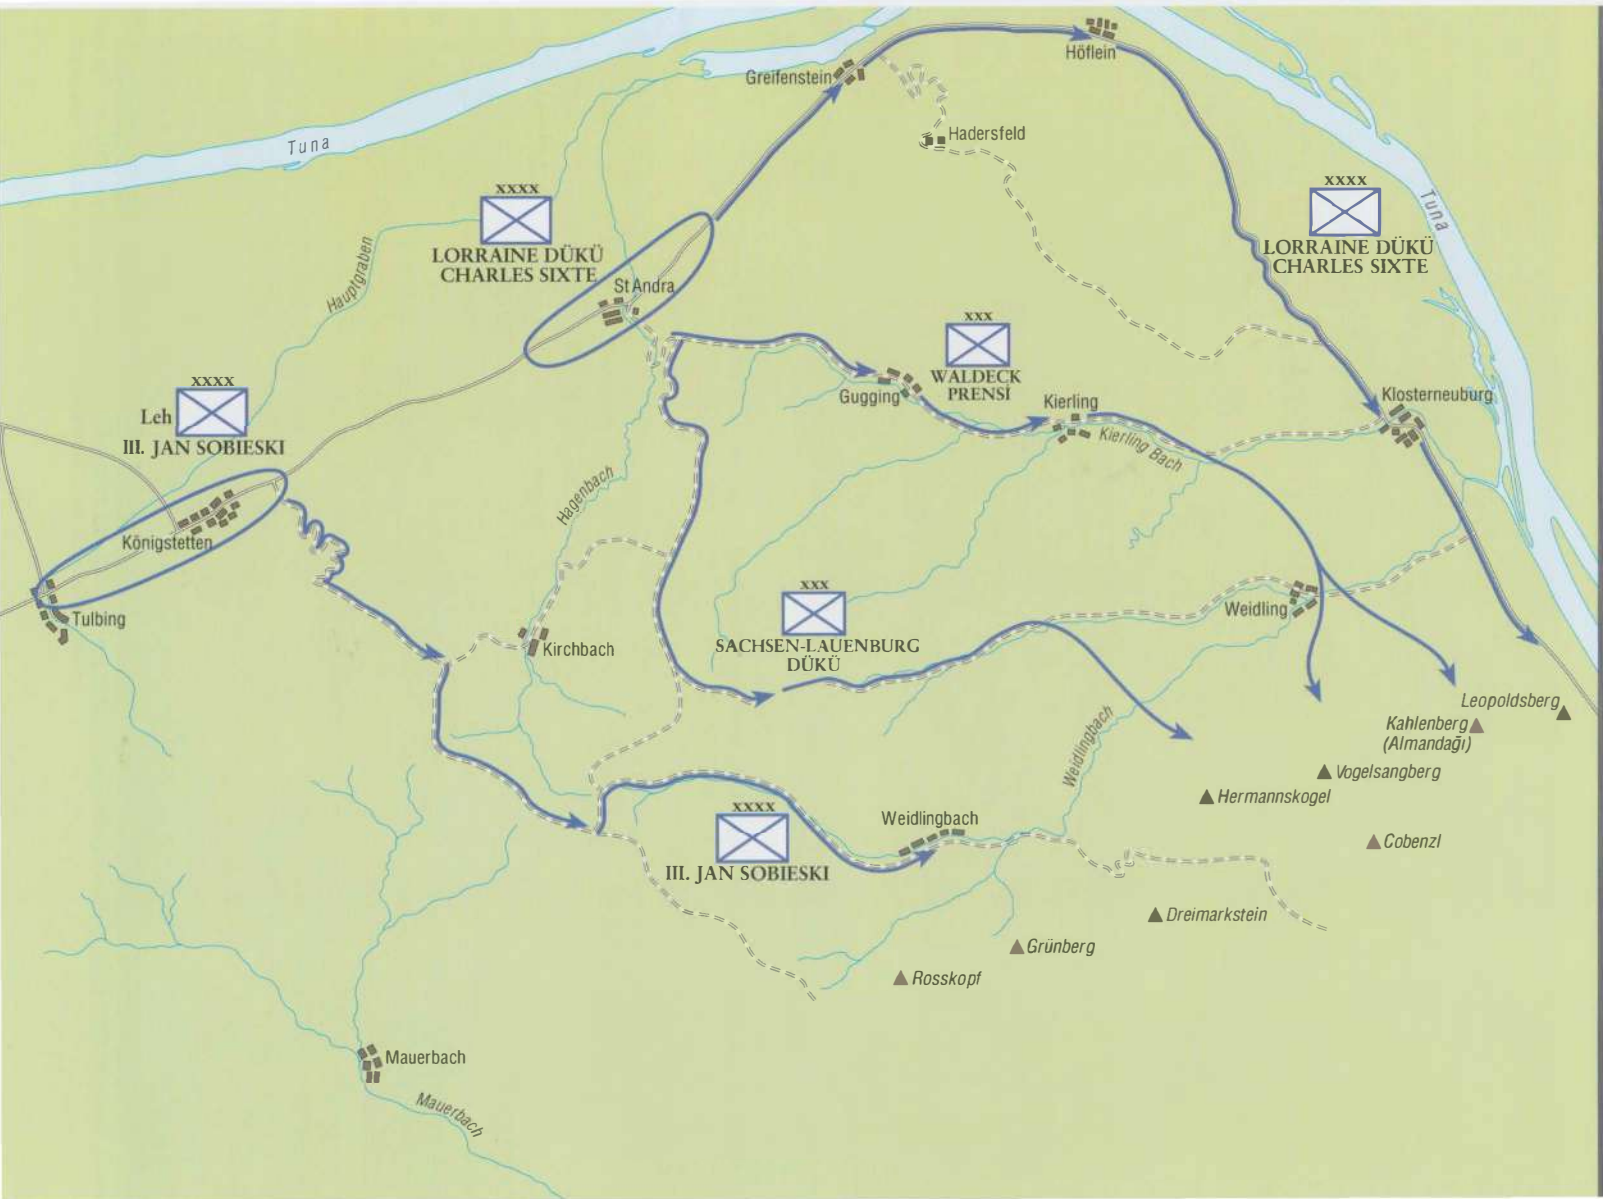 Höflein
Greifenstein
Hadersfeld
Tuna
xxxx
LORRAINE DÜKÜ
CHARLES SIXTE
xxxx
LORRAINE DÜKÜ
CHARLES SIXTE
Tuna
Hauptgraben
St Andra
xxx
WALDECK
PRENSİ
xxxx
Leh
III. JAN SOBIESKI
Gugging
Kierling
Kierling Bach
Klosterneuburg
Hagenbach
Königstetten
Tulbing
xxx
SACHSEN-LAUENBURG
DÜKÜ
Weidling
Kirchbach
Leopoldsberg
Kahlenberg
(Almandağı)
Weidlingbach
Vogelsangberg
Hermannskogel
xxxx
III. JAN SOBIESKI
Weidlingbach
Cobenzl
Dreimarkstein
Grünberg
Rosskopf
Mauerbach
Mauerbach